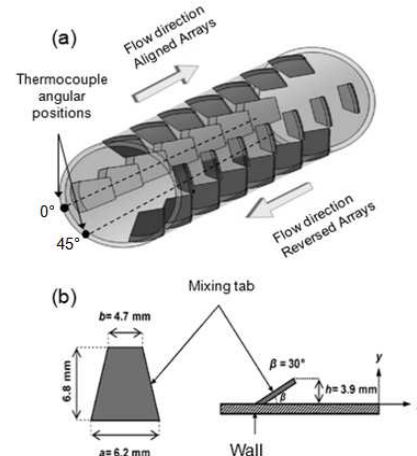 (a)
Flow direction
Aligned Arrays
Thermocouple
angular
positions
0°
45°
Flow direction
Reversed Arrays
(b)
Mixing tab
b= 4.7 mm
6.8 mm
a= 6.2 mm
β = 30°
β
h= 3.9 mm
y
Wall